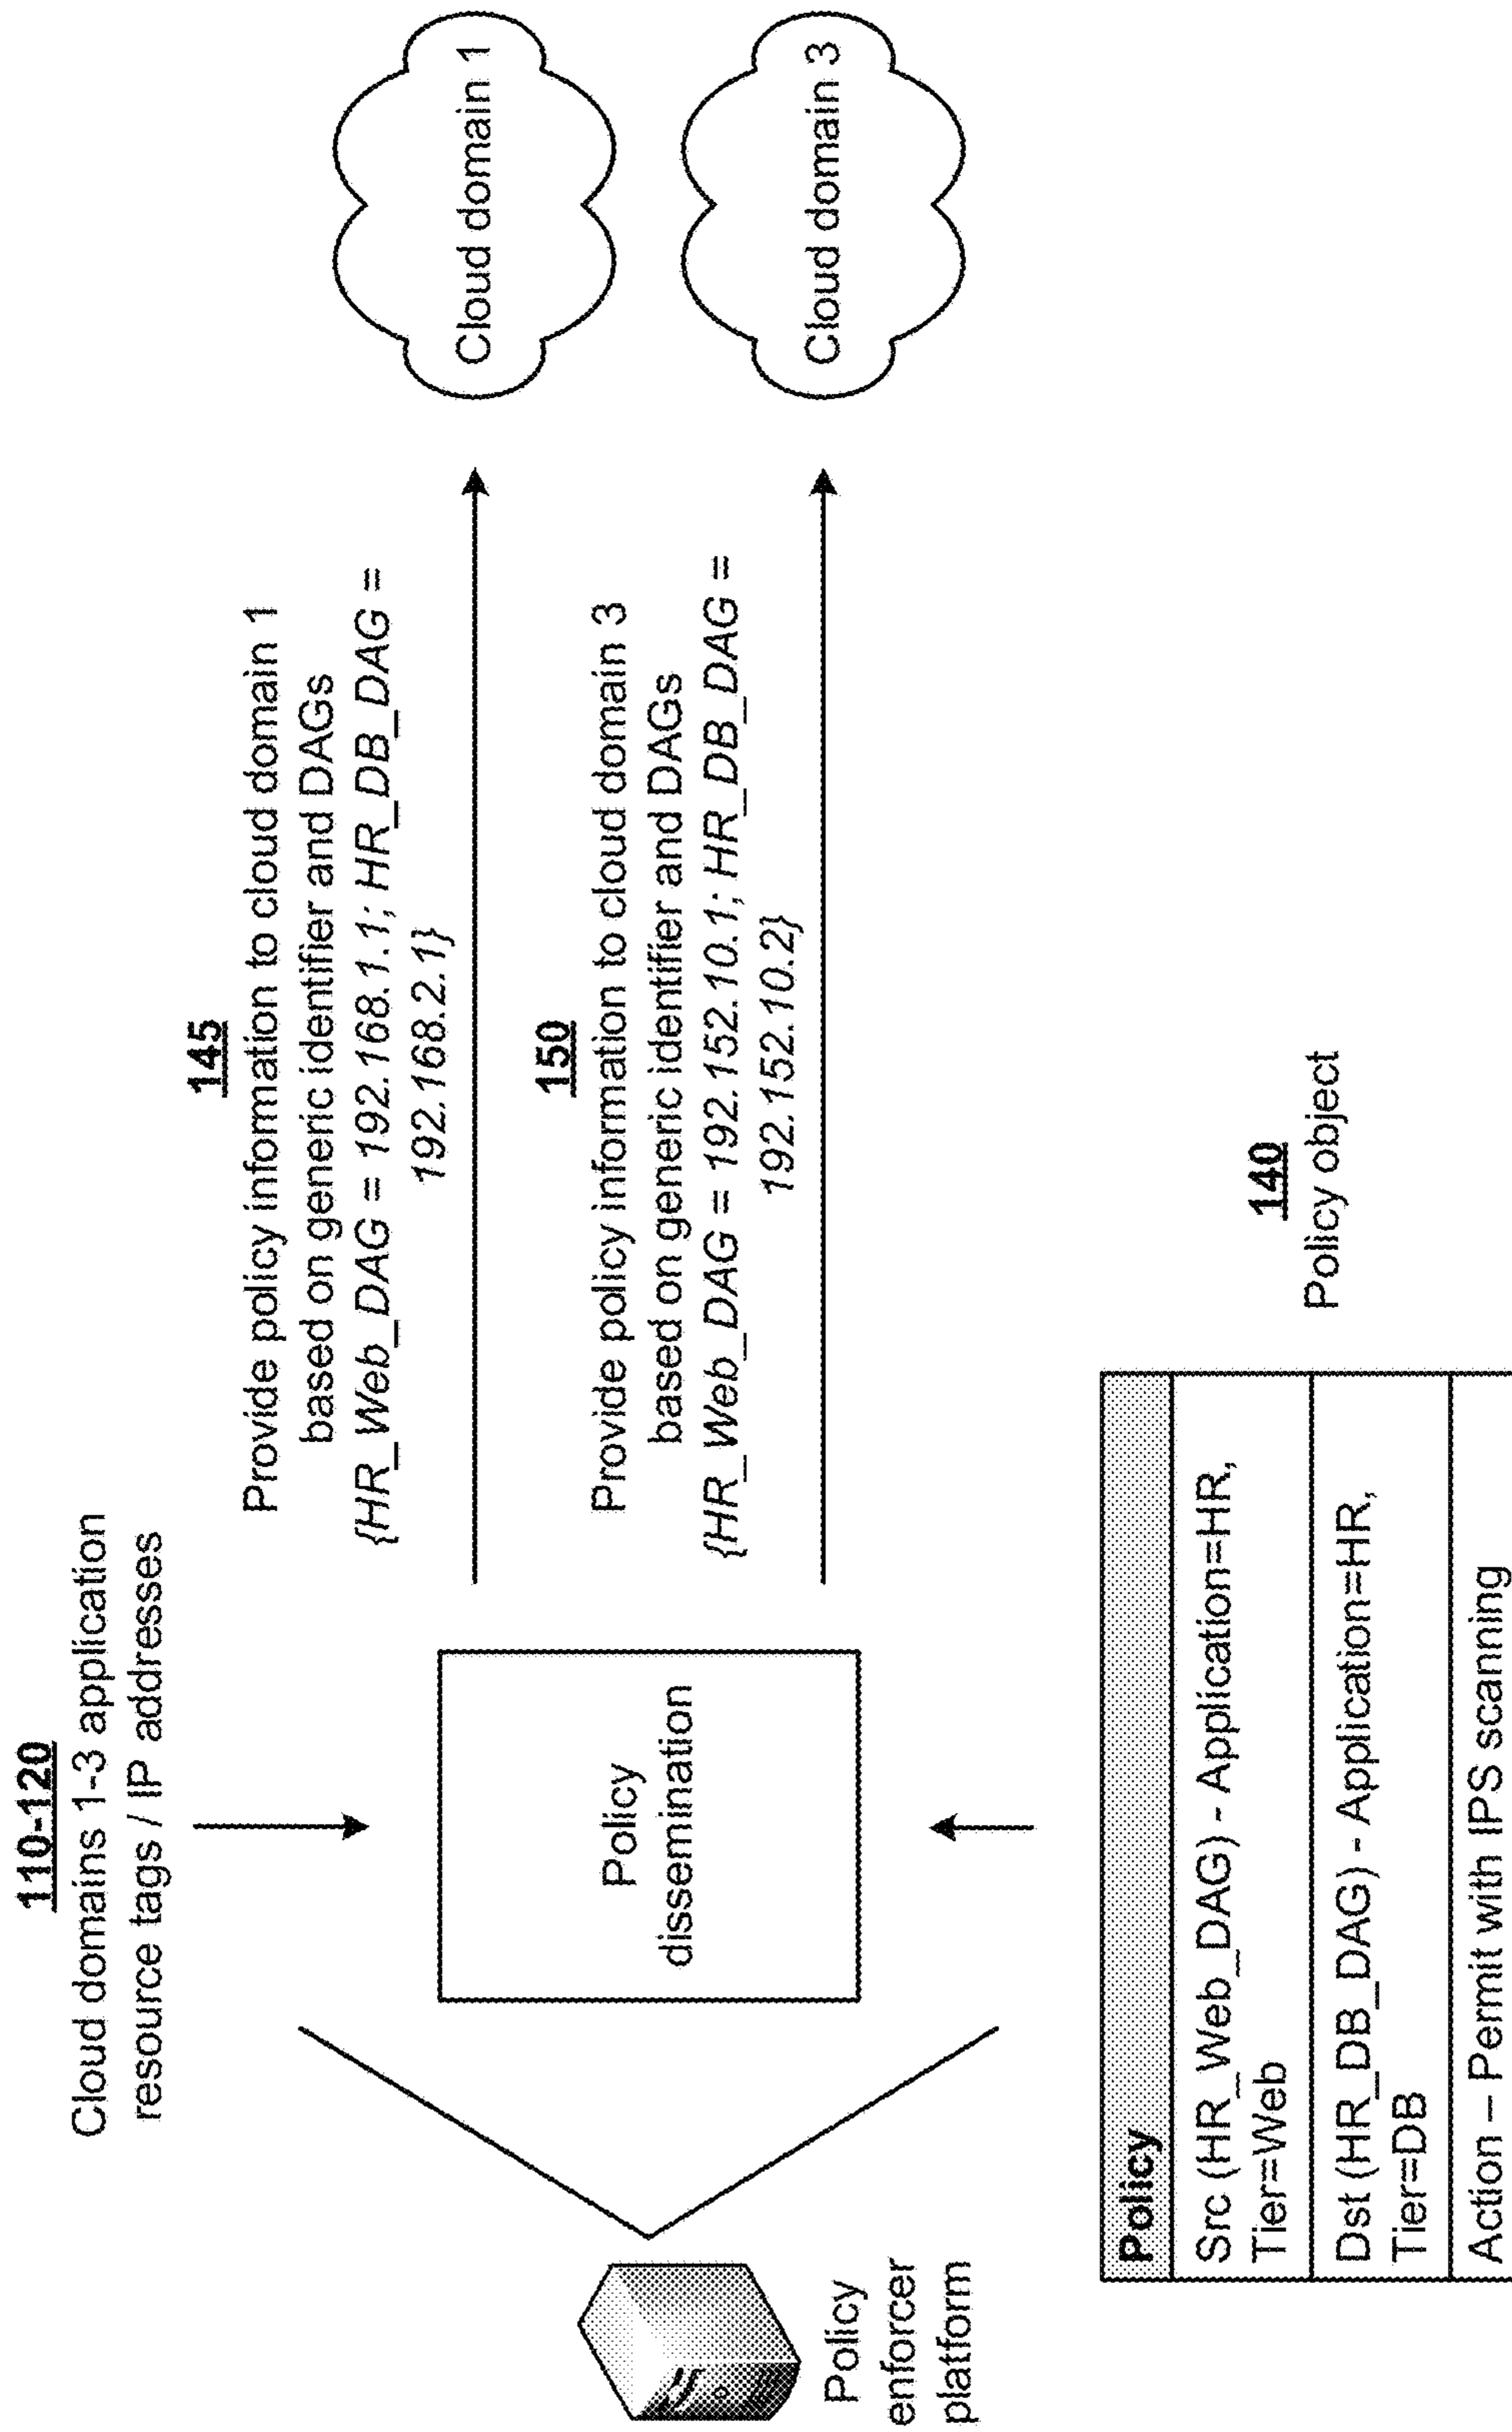 110-120
Cloud domains 1-3 application
resource tags / IP addresses
145
Provide policy information to cloud domain 1
based on generic identifier and DAGs
{HR_Web_DAG = 192.168.1.1; HR_DB_DAG =
192.168.2.1}
Cloud domain 1
150
Provide policy information to cloud domain 3
based on generic identifier and DAGs
{HR_Web_DAG = 192.152.10.1; HR_DB_DAG =
192.152.10.2}
Cloud domain 3
Policy
dissemination
Policy
enforcer
platform
Policy
Src (HR_Web_DAG) - Application=HR,
Tier=Web
Dst (HR_DB_DAG) - Application=HR,
Tier=DB
Action – Permit with IPS scanning
140
Policy object